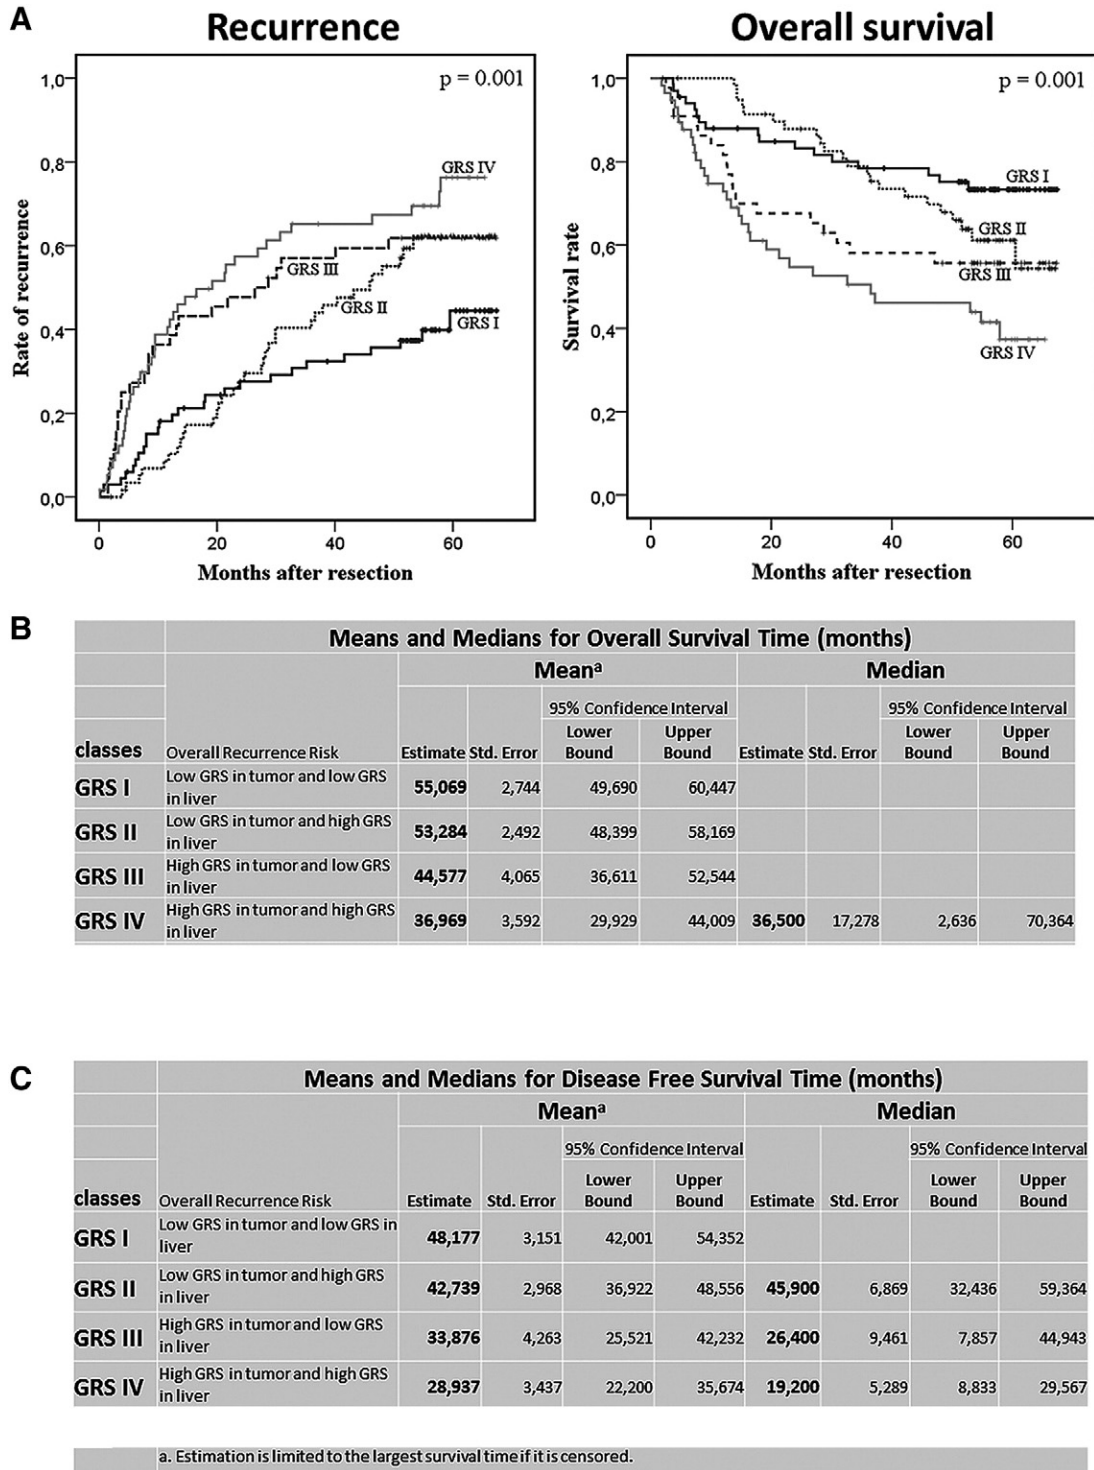 A
Recurrence
Overall survival
p = 0.001
1,0
0,8
0,6
0,4
0,2
0,0
Rate of recurrence
GRS IV
GRS III
GRS II
GRS I
0
20
40
60
Months after resection
p = 0.001
1,0
0,8
0,6
0,4
0,2
0,0
Survival rate
GRS I
GRS II
GRS III
GRS IV
0
20
40
60
Months after resection
B
Means and Medians for Overall Survival Time (months)
Meanᵃ Median
95% Confidence Interval 95% Confidence Interval
classes Overall Recurrence Risk Estimate Std. Error Lower Bound Upper Bound Estimate Std. Error Lower Bound Upper Bound
GRS I Low GRS in tumor and low GRS in liver 55,069 2,744 49,690 60,447
GRS II Low GRS in tumor and high GRS in liver 53,284 2,492 48,399 58,169
GRS III High GRS in tumor and low GRS in liver 44,577 4,065 36,611 52,544
GRS IV High GRS in tumor and high GRS in liver 36,969 3,592 29,929 44,009 36,500 17,278 2,636 70,364
C
Means and Medians for Disease Free Survival Time (months)
Meanᵃ Median
95% Confidence Interval 95% Confidence Interval
classes Overall Recurrence Risk Estimate Std. Error Lower Bound Upper Bound Estimate Std. Error Lower Bound Upper Bound
GRS I Low GRS in tumor and low GRS in liver 48,177 3,151 42,001 54,352
GRS II Low GRS in tumor and high GRS in liver 42,739 2,968 36,922 48,556 45,900 6,869 32,436 59,364
GRS III High GRS in tumor and low GRS in liver 33,876 4,263 25,521 42,232 26,400 9,461 7,857 44,943
GRS IV High GRS in tumor and high GRS in liver 28,937 3,437 22,200 35,674 19,200 5,289 8,833 29,567
a. Estimation is limited to the largest survival time if it is censored.